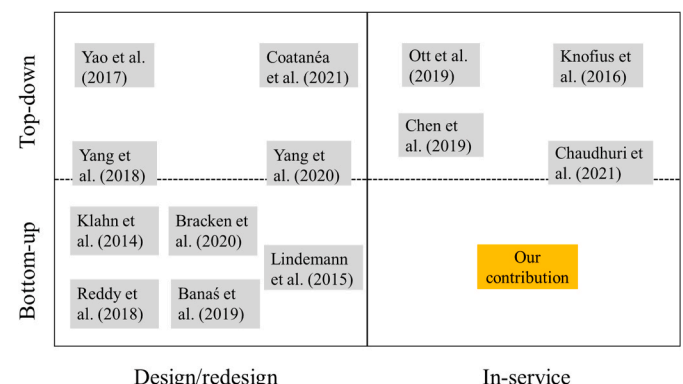 Top-down
Yao et al.
(2017)
Coatanéa
et al. (2021)
Ott et al.
(2019)
Knofius et
al. (2016)
Chen et
al. (2019)
Yang et
al. (2018)
Yang et
al. (2020)
Chaudhuri et
al. (2021)
Bottom-up
Klahn et
al. (2014)
Bracken et
al. (2020)
Lindemann
et al. (2015)
Our
contribution
Reddy et
al. (2018)
Banaś et
al. (2019)
Design/redesign
In-service